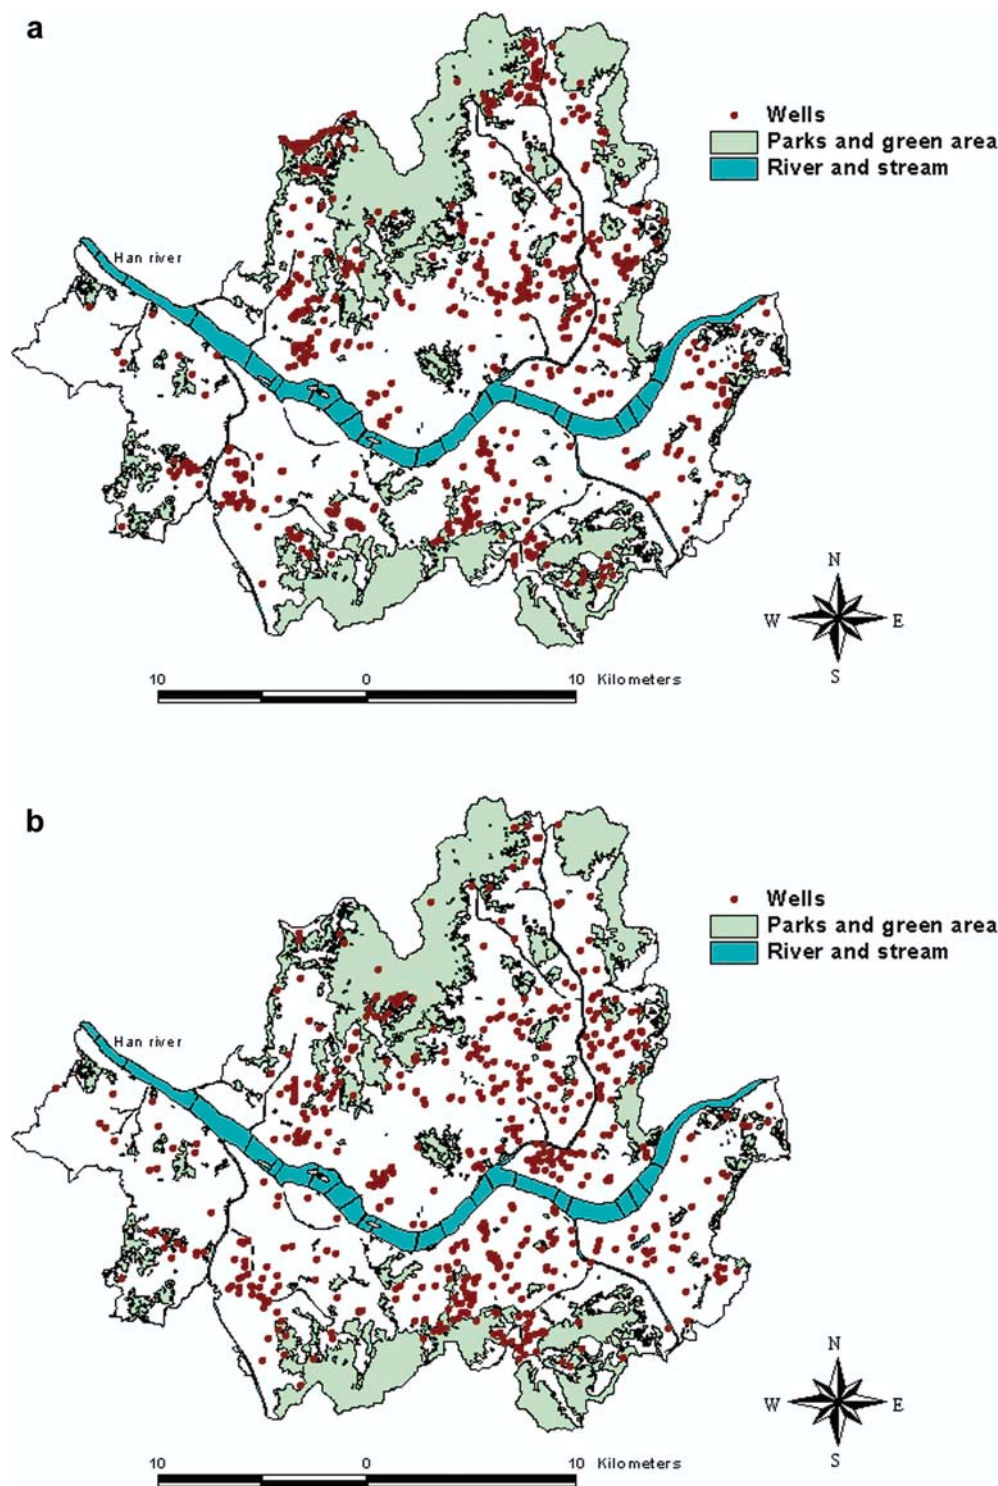 a
Wells
Parks and green area
River and stream
Han river
N
W E
S
10 0 10 Kilometers
b
Wells
Parks and green area
River and stream
Han river
N
W E
S
10 0 10 Kilometers